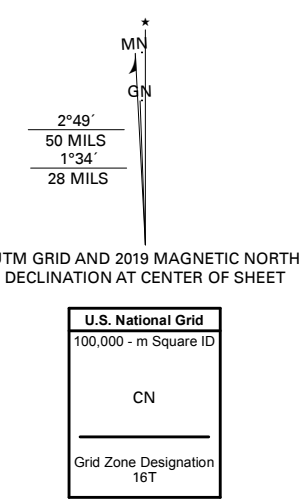 ★
MN
GN
2°49´
50 MILS
1°34´
28 MILS
UTM GRID AND 2019 MAGNETIC NORTH
DECLINATION AT CENTER OF SHEET
U.S. National Grid
100,000 - m Square ID
CN
Grid Zone Designation
16T